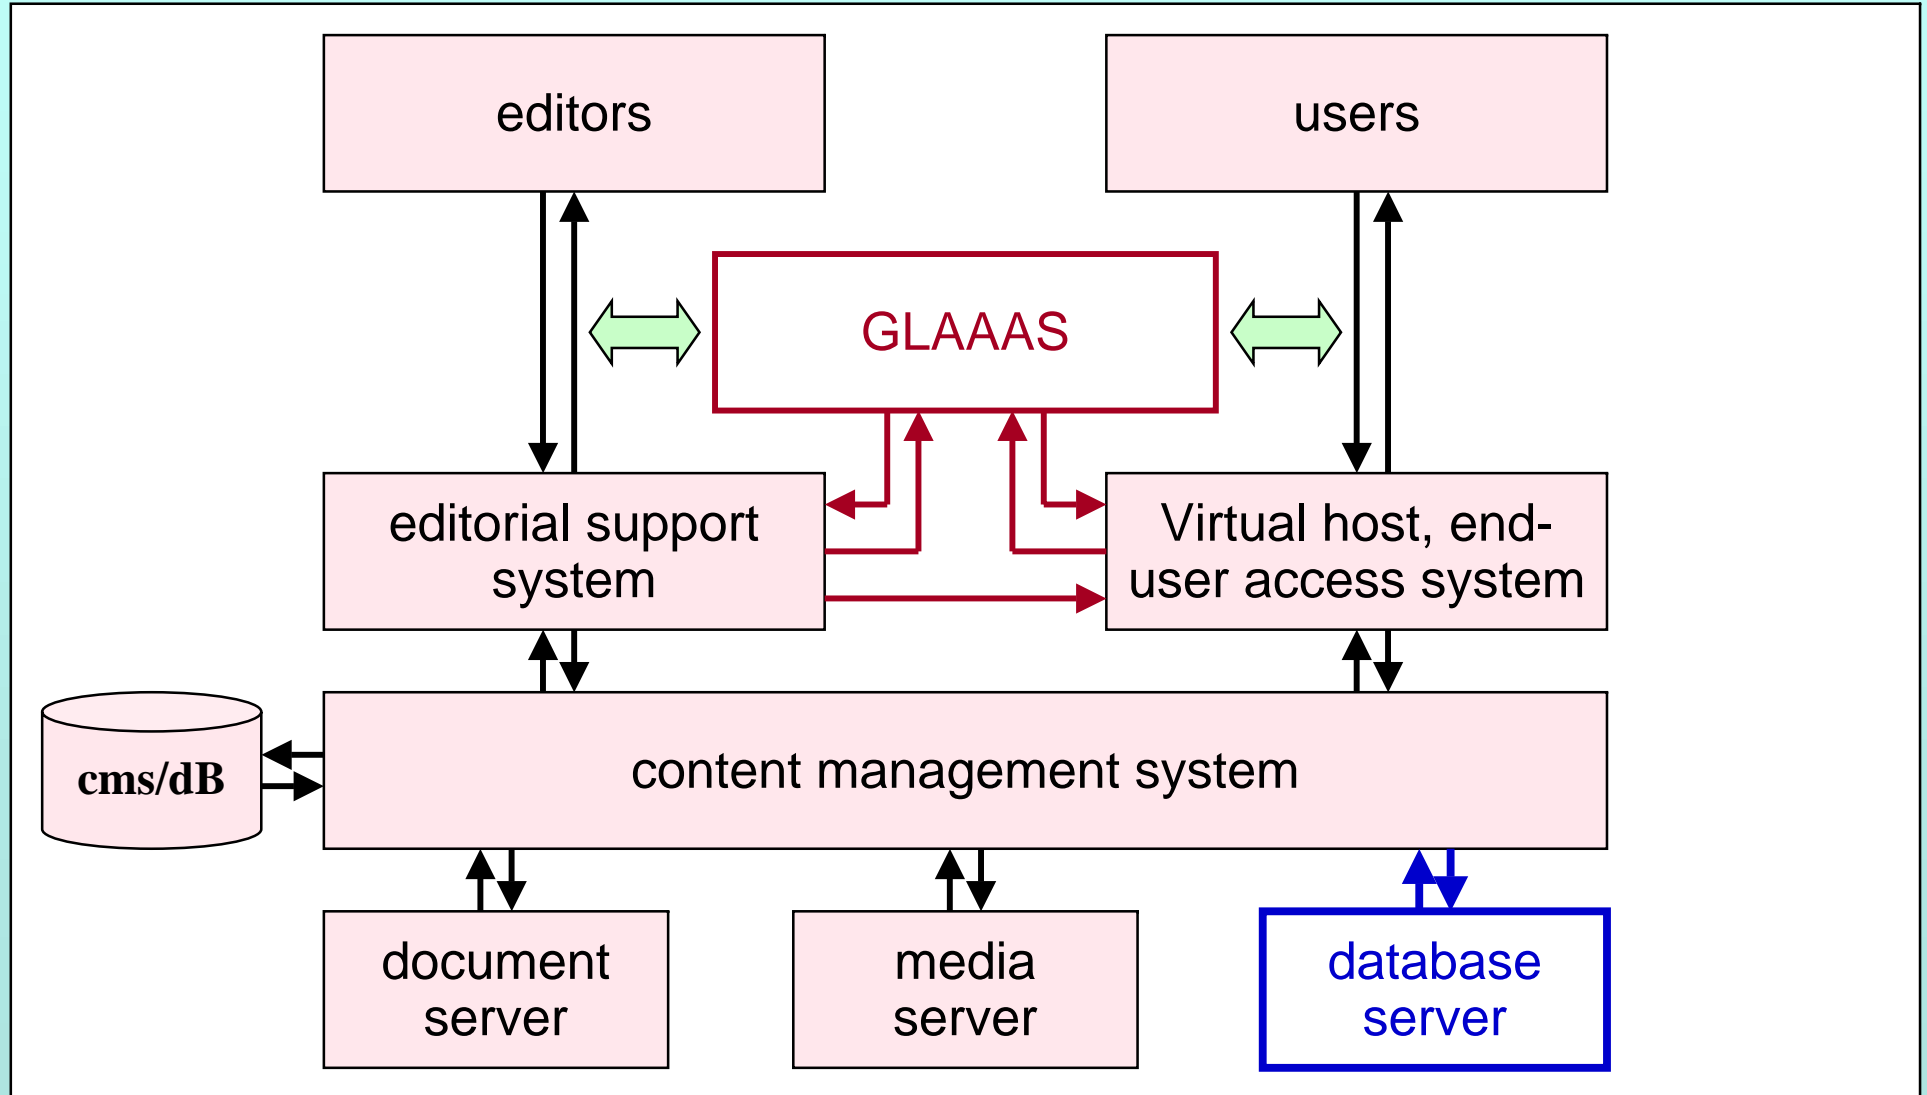 editors
users
GLAAAS
editorial support
system
Virtual host, end-
user access system
cms/dB
content management system
document
server
media
server
database
server